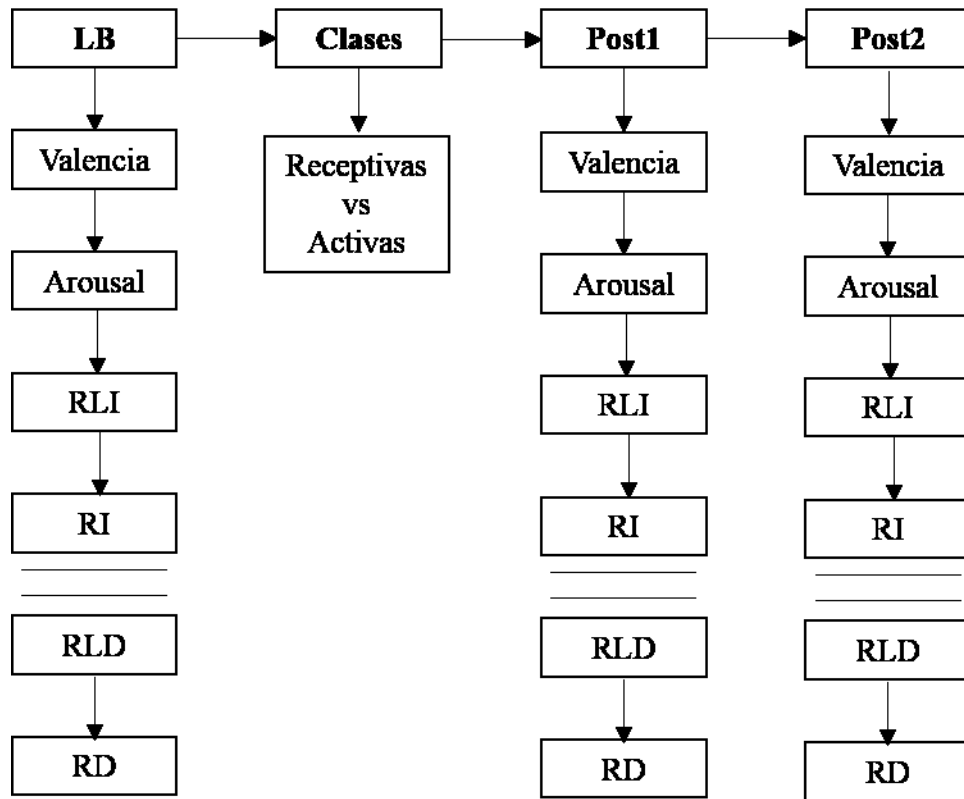 LB
Clases
Post1
Post2
Valencia
Receptivas
vs
Activas
Valencia
Valencia
Arousal
Arousal
Arousal
RLI
RLI
RLI
RI
RI
RI
RLD
RLD
RLD
RD
RD
RD